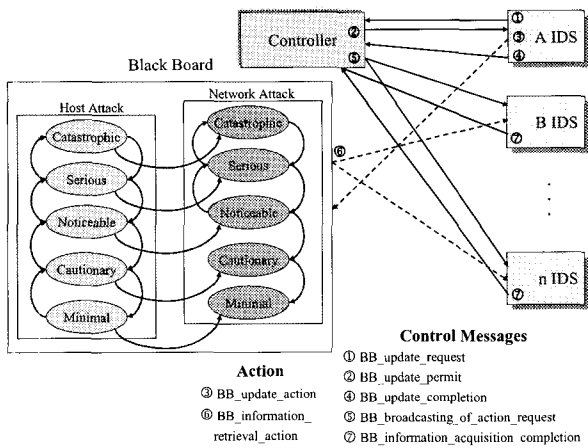 Controller
①
②
③
A IDS
⑤
④
Black Board
Host Attack
Network Attack
Catastrophic
Catastrophic
B IDS
⑦
⑥
Serious
Serious
Noticeable
Noticeable
Cautionary
Cautionary
n IDS
⑦
Minimal
Minimal
Control Messages
Action
① BB_update_request
② BB_update_permit
③ BB_update_action
④ BB_update_completion
⑥ BB_information_
retrieval_action
⑤ BB_broadcasting_of_action_request
⑦ BB_information_acquisition_completion